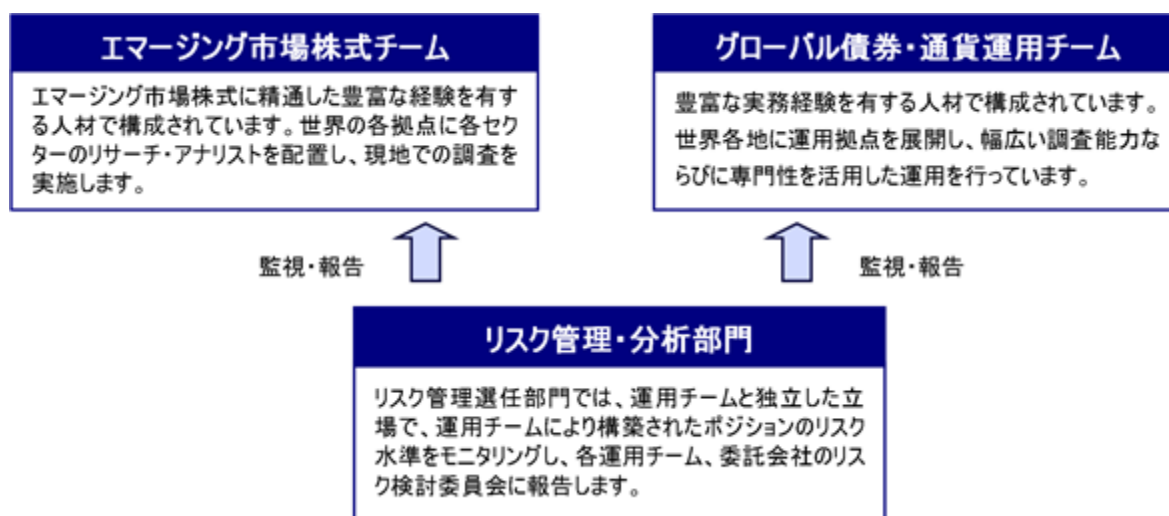 エマージング市場株式チーム
エマージング市場株式に精通した豊富な経験を有す
る人材で構成されています。世界の各拠点に各セク
ターのリサーチ・アナリストを配置し、現地での調査を
実施します。
グローバル債券・通貨運用チーム
豊富な実務経験を有する人材で構成されています。
世界各地に運用拠点を展開し、幅広い調査能力な
らびに専門性を活用した運用を行っています。
監視・報告
監視・報告
リスク管理・分析部門
リスク管理選任部門では、運用チームと独立した立
場で、運用チームにより構築されたポジションのリスク
水準をモニタリングし、各運用チーム、委託会社のリス
ク検討委員会に報告します。